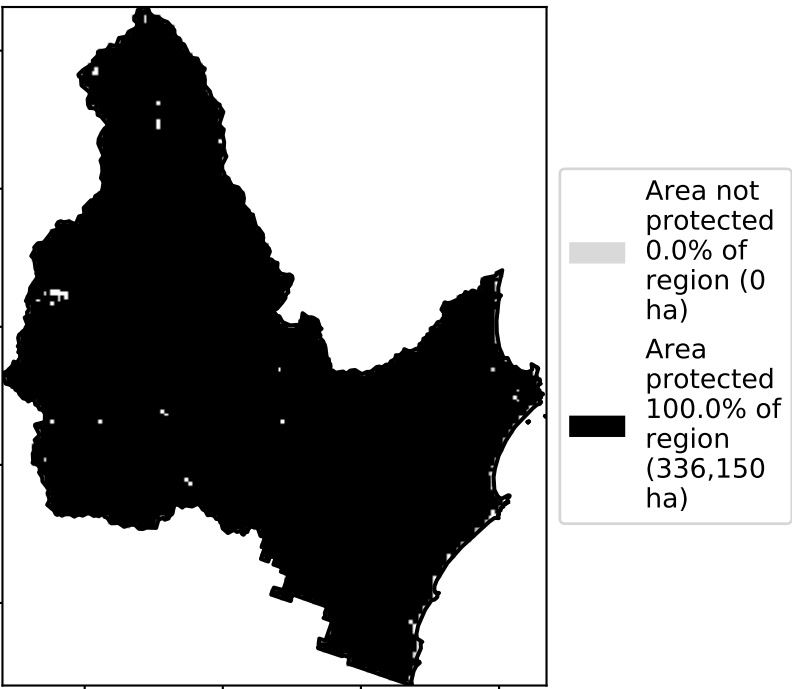 Area not
protected
0.0% of
region (0
ha)
Area
protected
100.0% of
region
(336,150
ha)